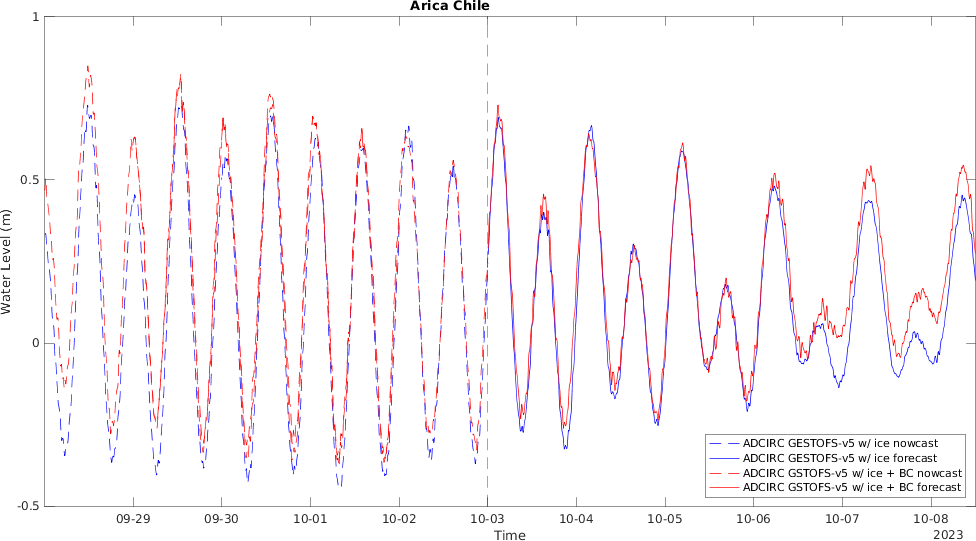 Arica Chile
Water Level (m)
1
0.5
0
-0.5
09-29 09-30 10-01 10-02 10-03 10-04 10-05 10-06 10-07 10-08
Time
2023
ADCIRC GESTOFS-v5 w/ ice nowcast
ADCIRC GESTOFS-v5 w/ ice forecast
ADCIRC GSTOFS-v5 w/ ice + BC nowcast
ADCIRC GSTOFS-v5 w/ ice + BC forecast